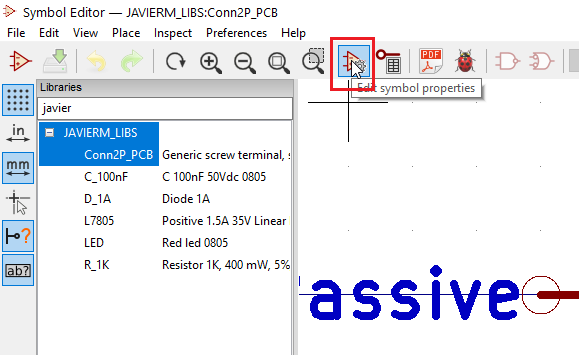 Symbol Editor — JAVIERM_LIBS:Conn2P_PCB
File Edit View Place Inspect Preferences Help
PDF
Edit symbol properties
Libraries
javier
JAVIERM_LIBS
Conn2P_PCB Generic screw terminal, s
C_100nF C 100nF 50Vdc 0805
D_1A Diode 1A
L7805 Positive 1.5A 35V Linear
LED Red led 0805
R_1K Resistor 1K, 400 mW, 5%
in
mm
?
ab?
assive